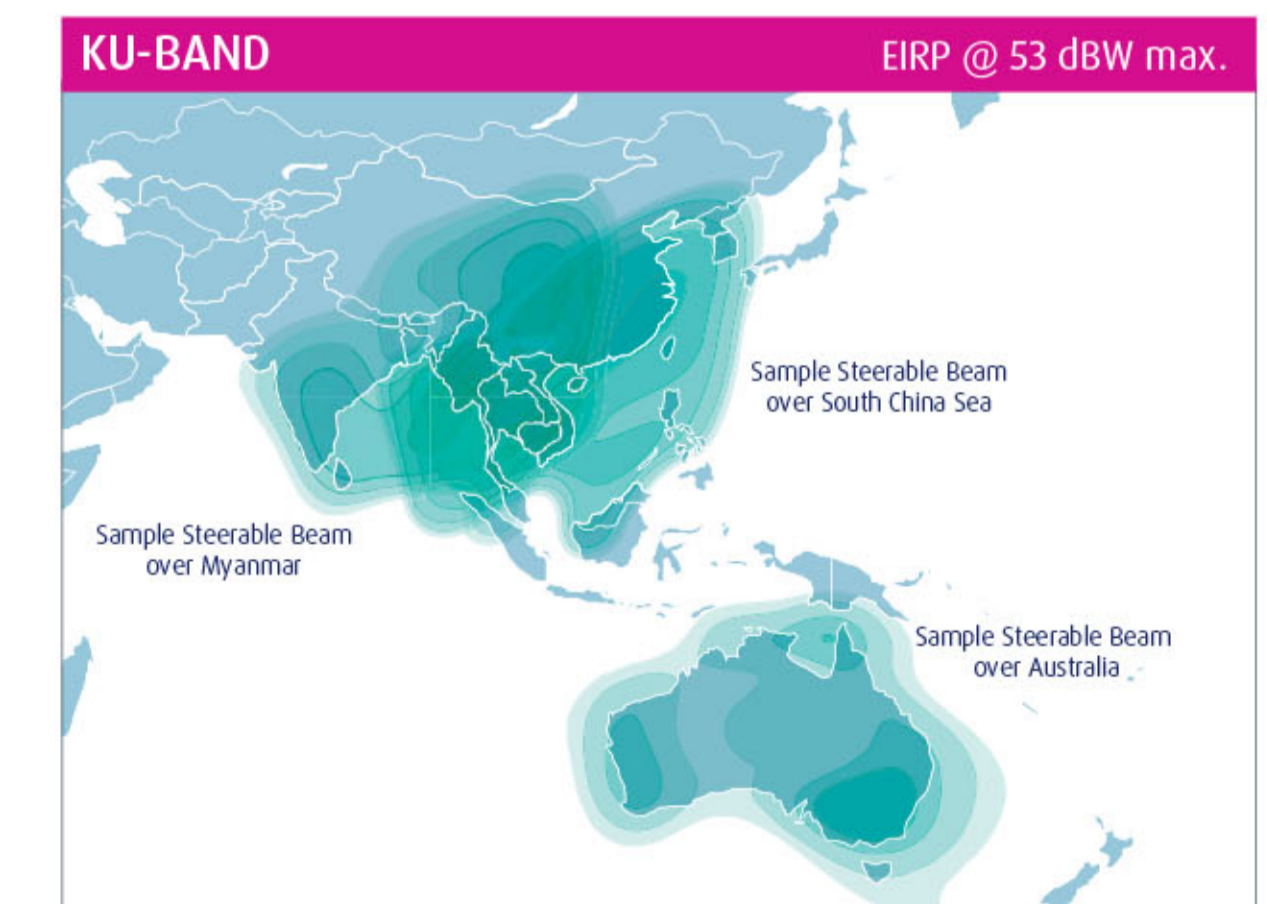 KU-BAND
EIRP @ 53 dBW max.
Sample Steerable Beam
over South China Sea
Sample Steerable Beam
over Myanmar
Sample Steerable Beam
over Australia